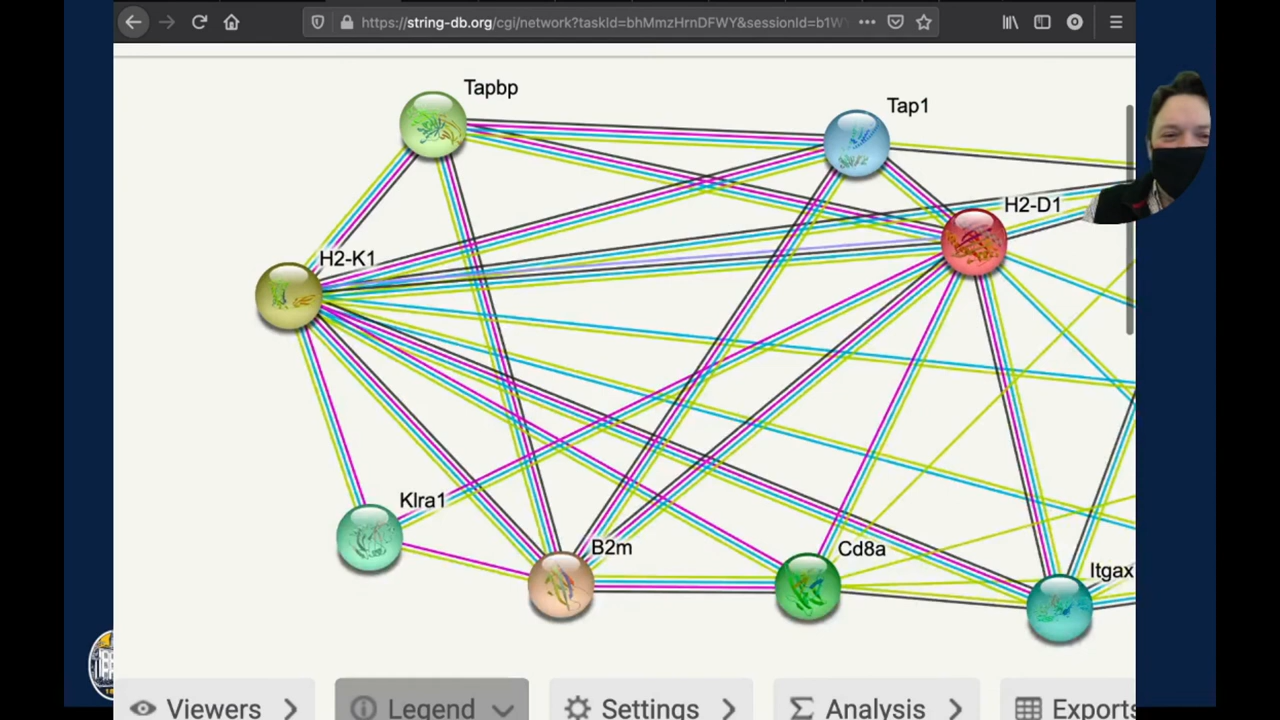 https://string-db.org/cgi/network?taskId=bhMmzHrnDFWY&sessionId=b1W
Tapbp
Tap1
H2-D1
H2-K1
Klra1
B2m
Cd8a
Itgax
Viewers
Legend
Settings
Analysis
Exports